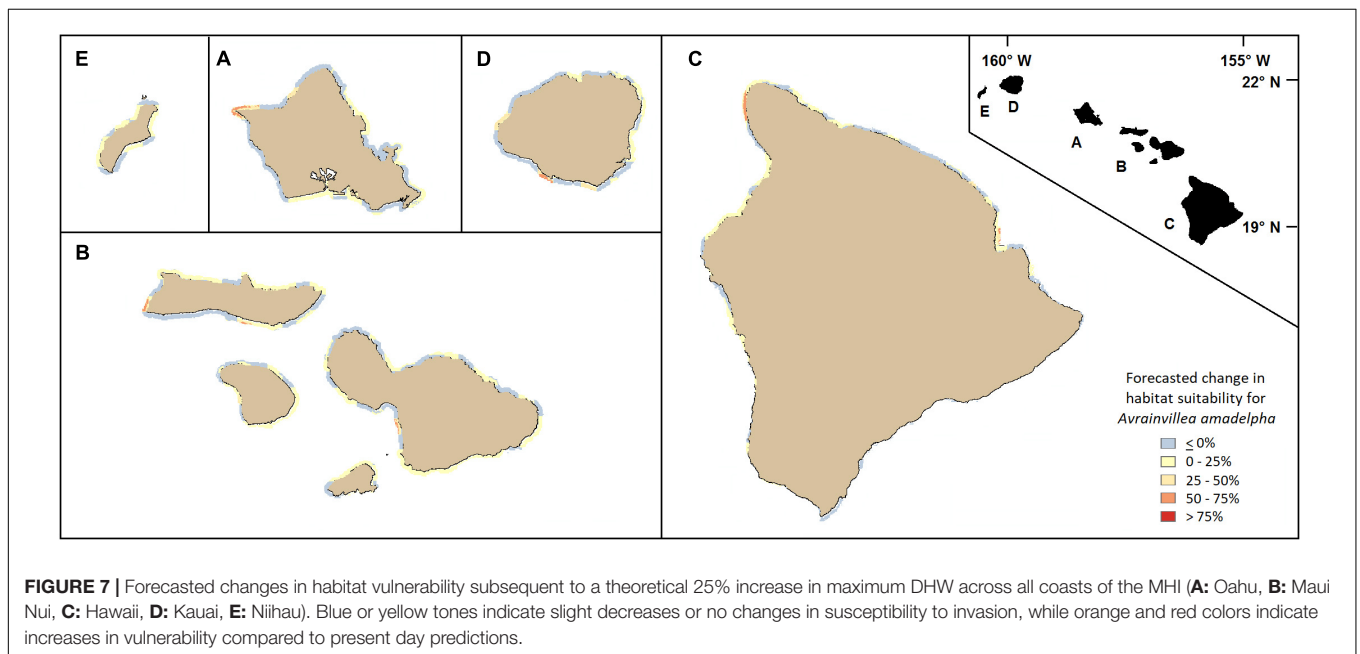 E
A
D
C
160° W
155° W
22° N
E
D
A
B
C
19° N
B
Forecasted change in
habitat suitability for
Avrainvillea amadelpha
≤ 0%
0 - 25%
25 - 50%
50 - 75%
> 75%
FIGURE 7 | Forecasted changes in habitat vulnerability subsequent to a theoretical 25% increase in maximum DHW across all coasts of the MHI (A: Oahu, B: Maui
Nui, C: Hawaii, D: Kauai, E: Niihau). Blue or yellow tones indicate slight decreases or no changes in susceptibility to invasion, while orange and red colors indicate
increases in vulnerability compared to present day predictions.